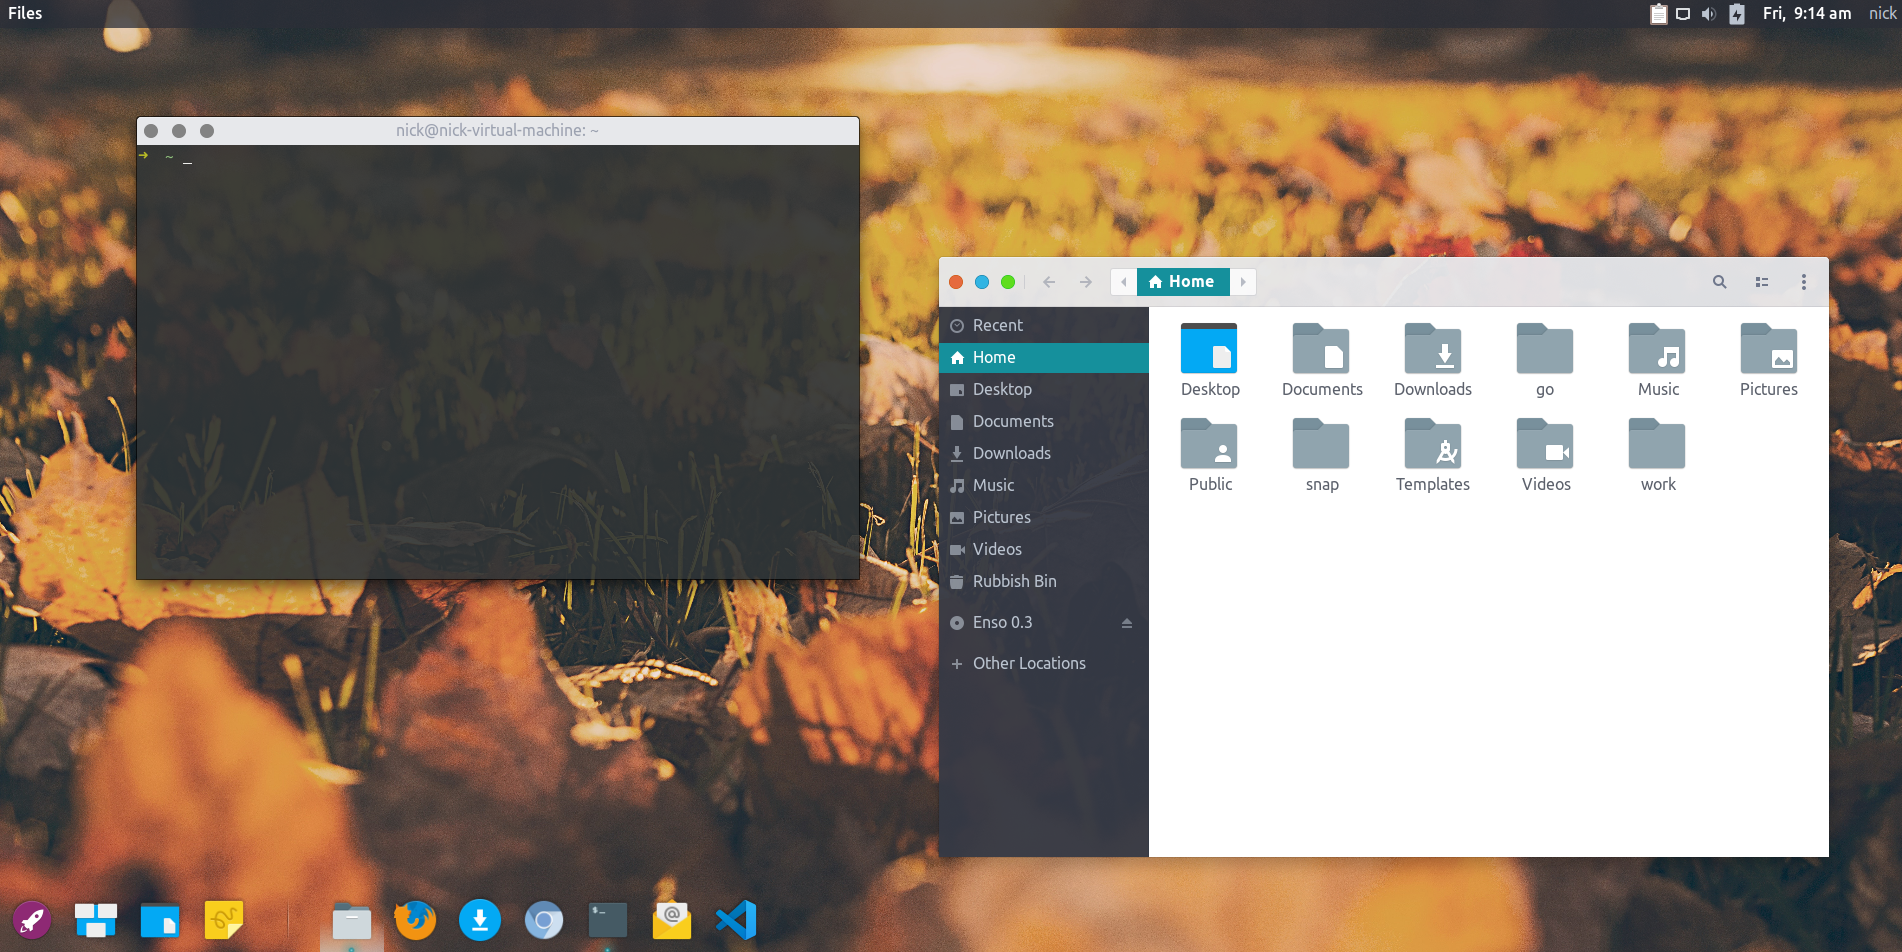 Files
Fri, 9:14 am nick
nick@nick-virtual-machine: ~
➜ ~ _
Home
Recent
Home
Desktop
Documents
Downloads
Music
Pictures
Videos
Rubbish Bin
Enso 0.3
Other Locations
Desktop Documents Downloads go Music Pictures
Public snap Templates Videos work
$_
@